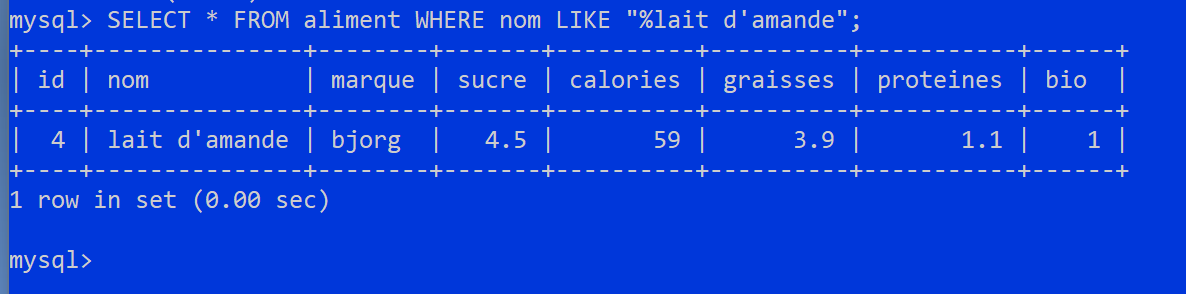 mysql> SELECT * FROM aliment WHERE nom LIKE "%lait d'amande";
+----+---------------+--------+-------+----------+----------+-----------+------+
| id | nom           | marque | sucre | calories | graisses | proteines | bio  |
+----+---------------+--------+-------+----------+----------+-----------+------+
|  4 | lait d'amande | bjorg  |   4.5 |       59 |      3.9 |       1.1 |    1 |
+----+---------------+--------+-------+----------+----------+-----------+------+
1 row in set (0.00 sec)
mysql>